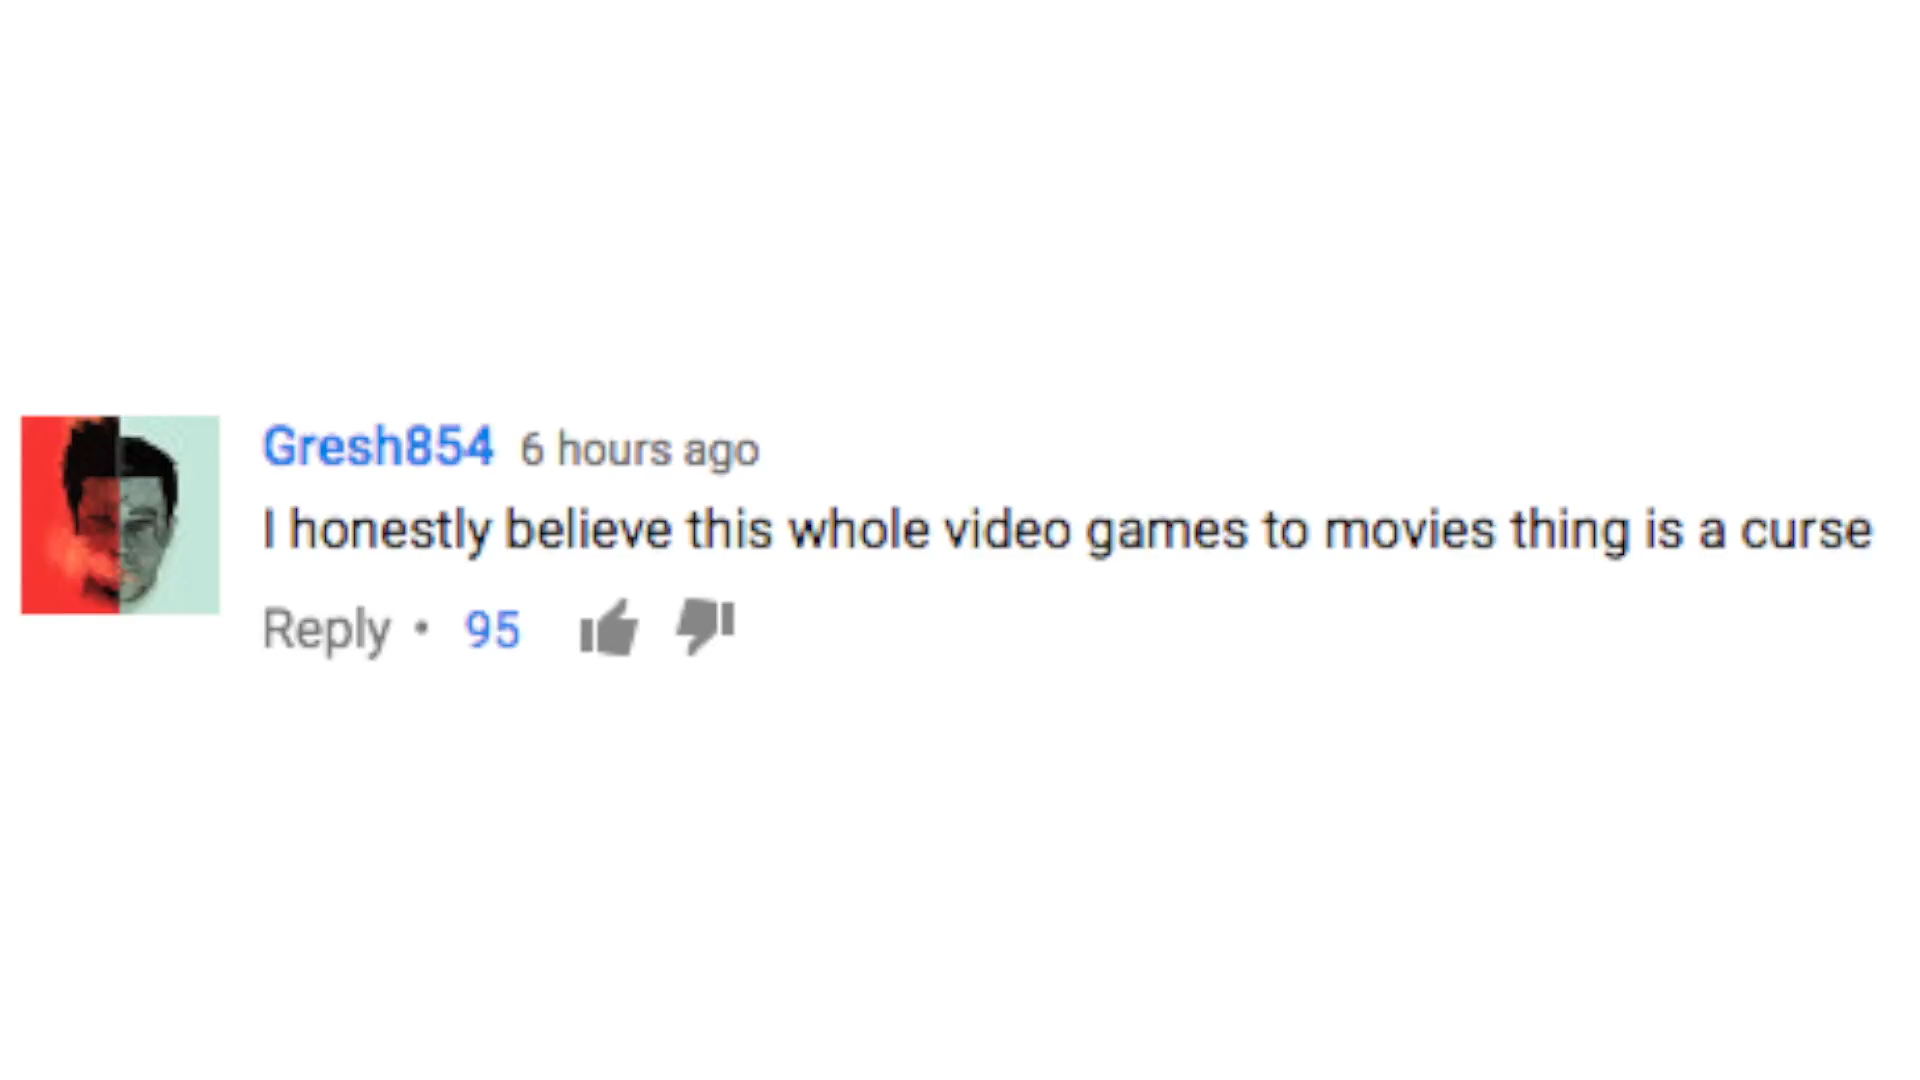 Gresh854 6 hours ago
I honestly believe this whole video games to movies thing is a curse
Reply • 95